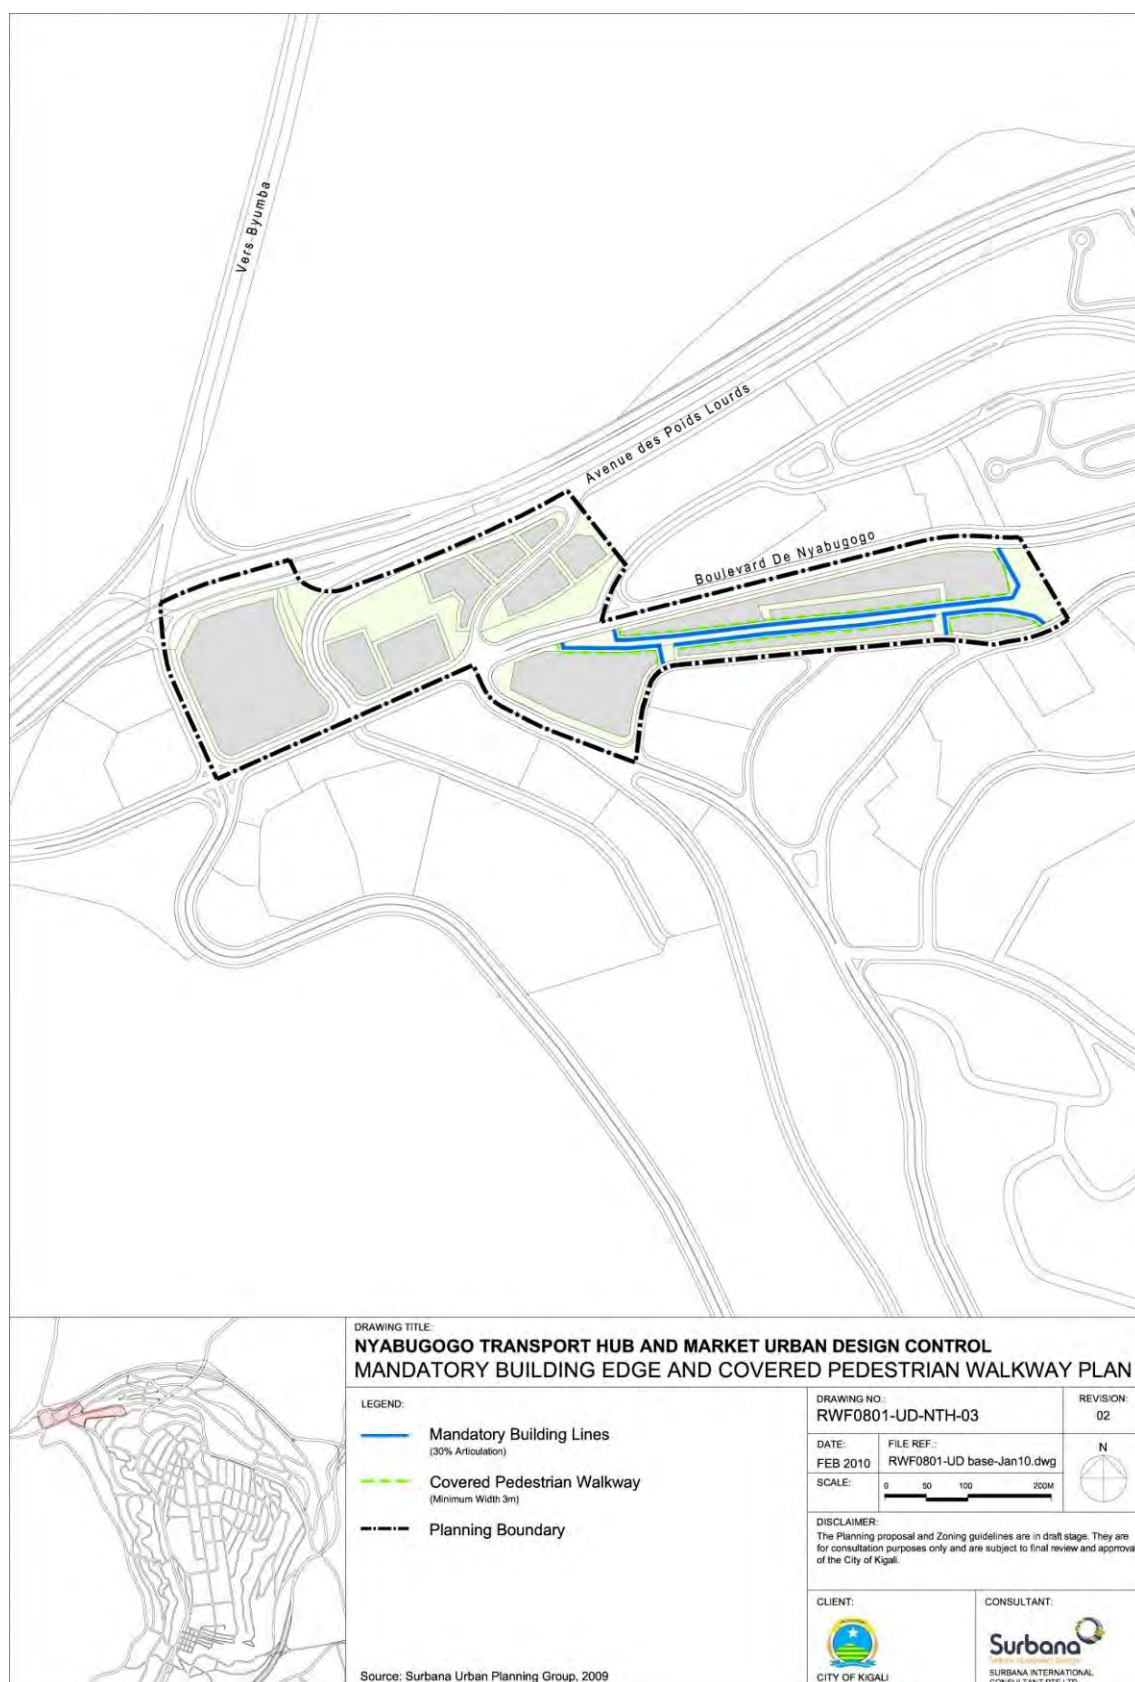 Vers-Byumba
Avenue des Poids Lourds
Boulevard De Nyabugogo
DRAWING TITLE:
NYABUGOGO TRANSPORT HUB AND MARKET URBAN DESIGN CONTROL
MANDATORY BUILDING EDGE AND COVERED PEDESTRIAN WALKWAY PLAN
LEGEND:
Mandatory Building Lines
(30% Articulation)
Covered Pedestrian Walkway
(Minimum Width 3m)
Planning Boundary
Source: Surbana Urban Planning Group, 2009
DRAWING NO.:
RWF0801-UD-NTH-03
REVISION:
02
DATE:
FEB 2010
FILE REF.:
RWF0801-UD base-Jan10.dwg
N
SCALE:
0 50 100 200M
DISCLAIMER:
The Planning proposal and Zoning guidelines are in draft stage. They are
for consultation purposes only and are subject to final review and apprrova
of the City of Kigali.
CLIENT:
CITY OF KIGALI
CONSULTANT:
Surbana
SURBANA INTERNATIONAL
CONSULTANT PTE LTD